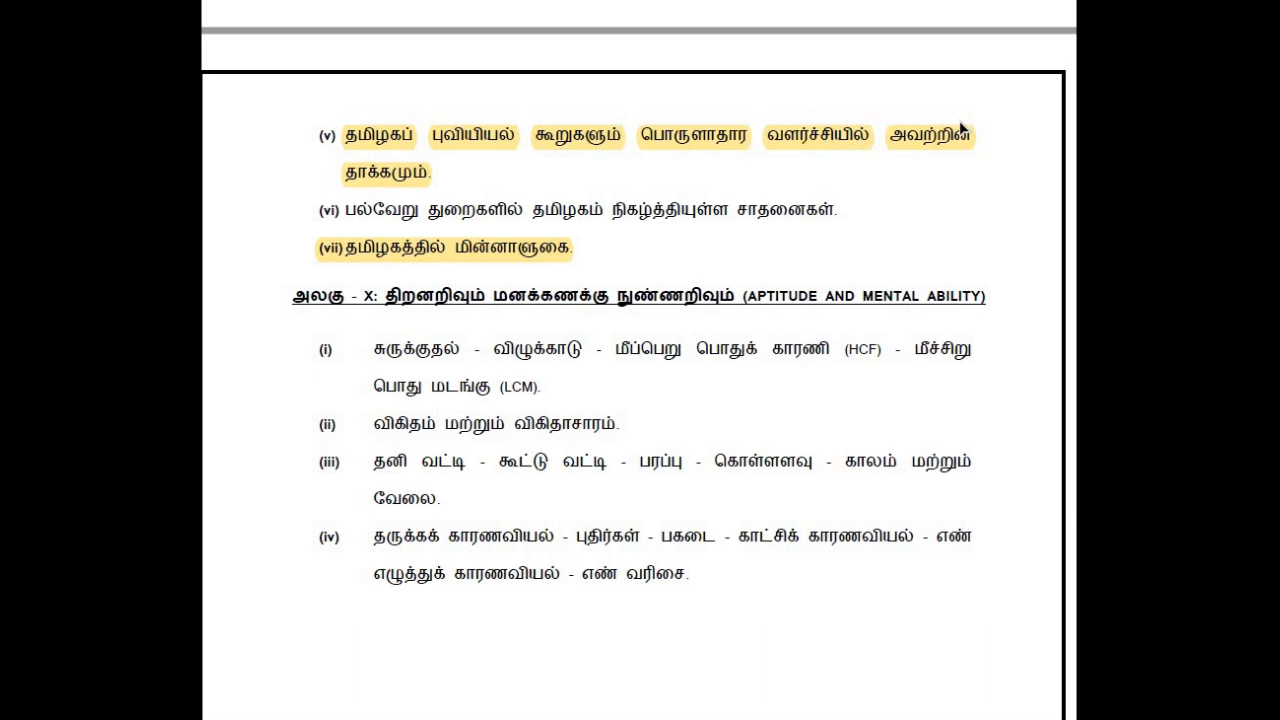 (v) தமிழகப் புவியியல் கூறுகளும் பொருளாதார வளர்ச்சியில் அவற்றின்
தாக்கமும்.
(vi) பல்வேறு துறைகளில் தமிழகம் நிகழ்த்தியுள்ள சாதனைகள்.
(vii) தமிழகத்தில் மின்னாளுகை.
அலகு - X: திறனறிவும் மனக்கணக்கு நுண்ணறிவும் (APTITUDE AND MENTAL ABILITY)
(i) சுருக்குதல் - விழுக்காடு - மீப்பெறு பொதுக் காரணி (HCF) - மீச்சிறு
பொது மடங்கு (LCM).
(ii) விகிதம் மற்றும் விகிதாசாரம்.
(iii) தனி வட்டி - கூட்டு வட்டி - பரப்பு - கொள்ளளவு - காலம் மற்றும்
வேலை.
(iv) தருக்கக் காரணவியல் - புதிர்கள் - பகடை - காட்சிக் காரணவியல் - எண்
எழுத்துக் காரணவியல் - எண் வரிசை.